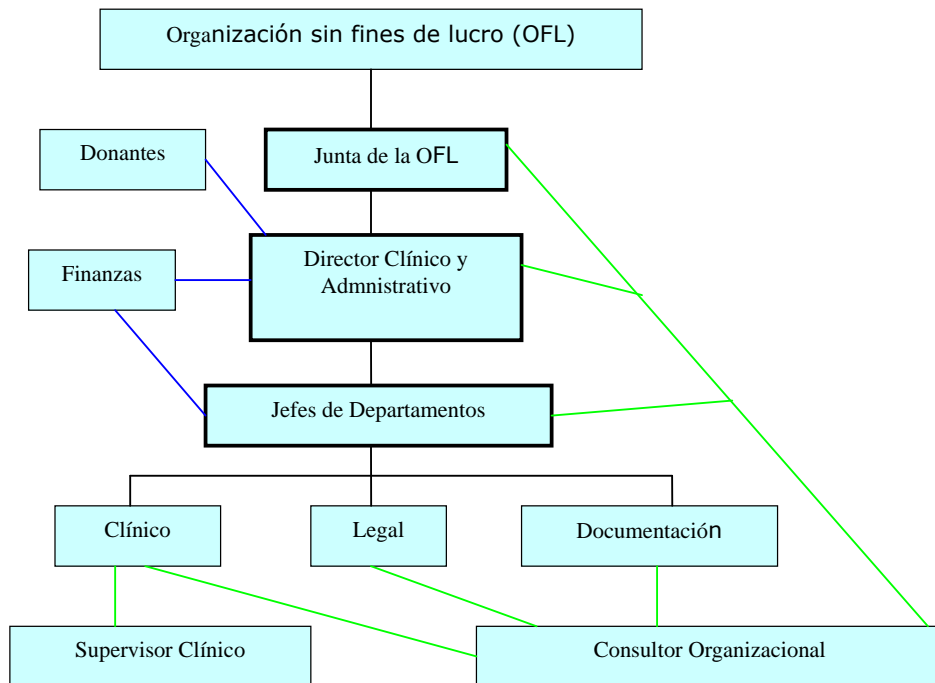 Organización sin fines de lucro (OFL)
Donantes
Junta de la OFL
Finanzas
Director Clínico y
Admnistrativo
Jefes de Departamentos
Clínico
Legal
Documentación
Supervisor Clínico
Consultor Organizacional